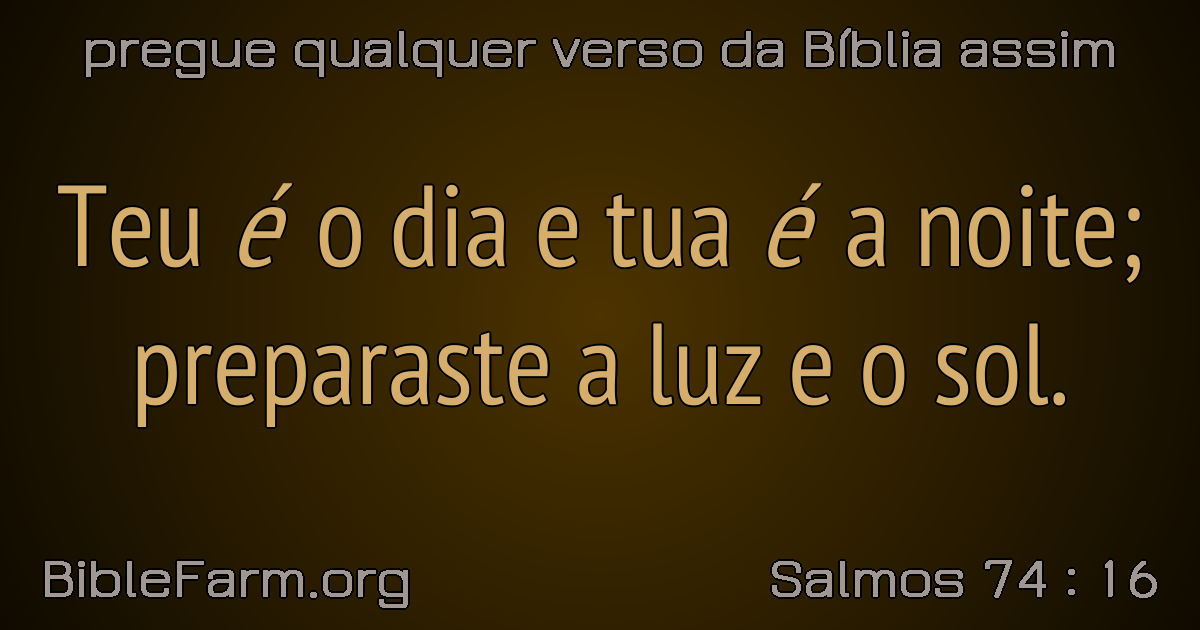 pregue qualquer verso da Bíblia assim
Teu é o dia e tua é a noite;
preparaste a luz e o sol.
BibleFarm.org
Salmos 74 : 16